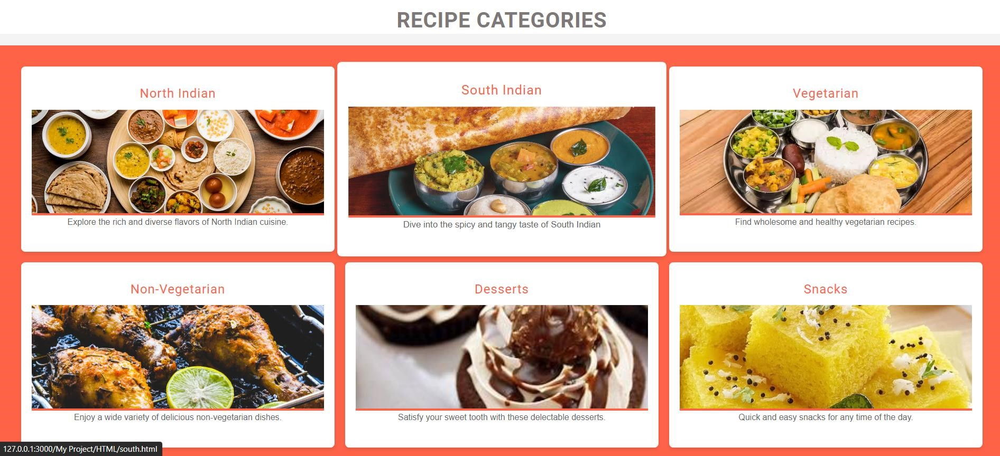 RECIPE CATEGORIES
North Indian
Explore the rich and diverse flavors of North Indian cuisine.
South Indian
Dive into the spicy and tangy taste of South Indian
Vegetarian
Find wholesome and healthy vegetarian recipes.
Non-Vegetarian
Enjoy a wide variety of delicious non-vegetarian dishes.
Desserts
Satisfy your sweet tooth with these delectable desserts.
Snacks
Quick and easy snacks for any time of the day.
127.0.0.1:3000/My Project/HTML/south.html